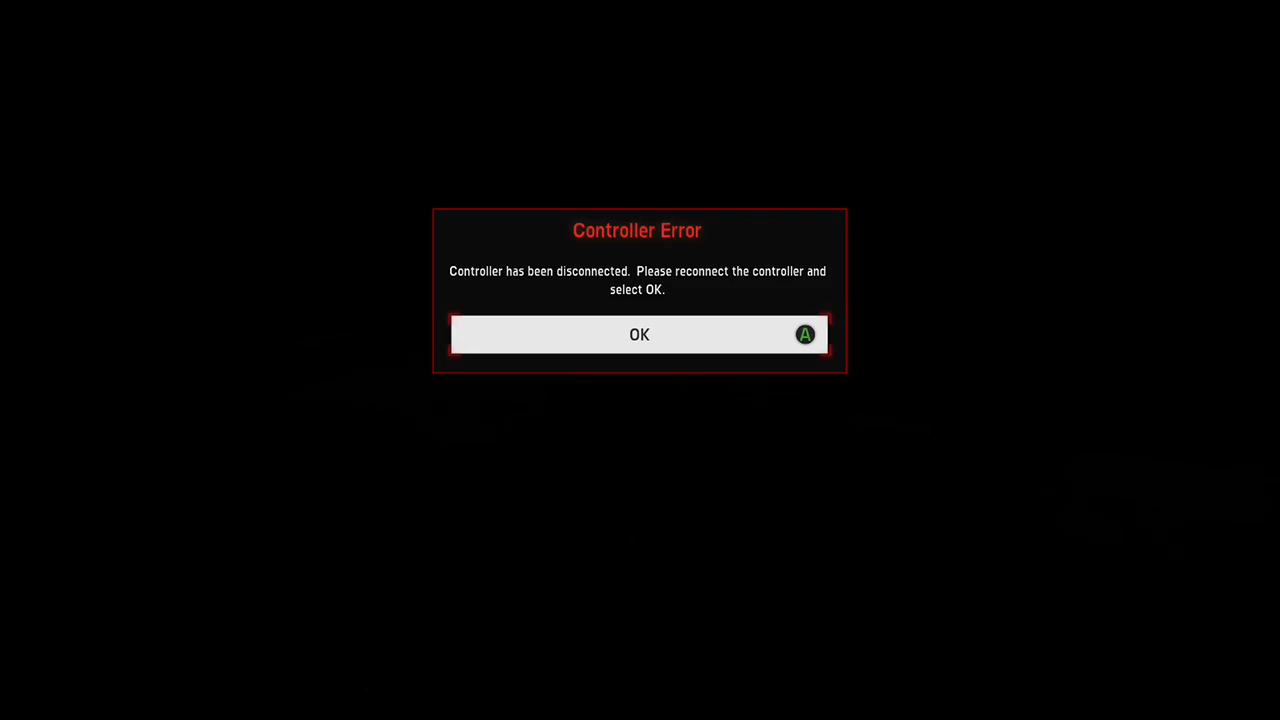 Controller Error
Controller has been disconnected.  Please reconnect the controller and
select OK.
OK A